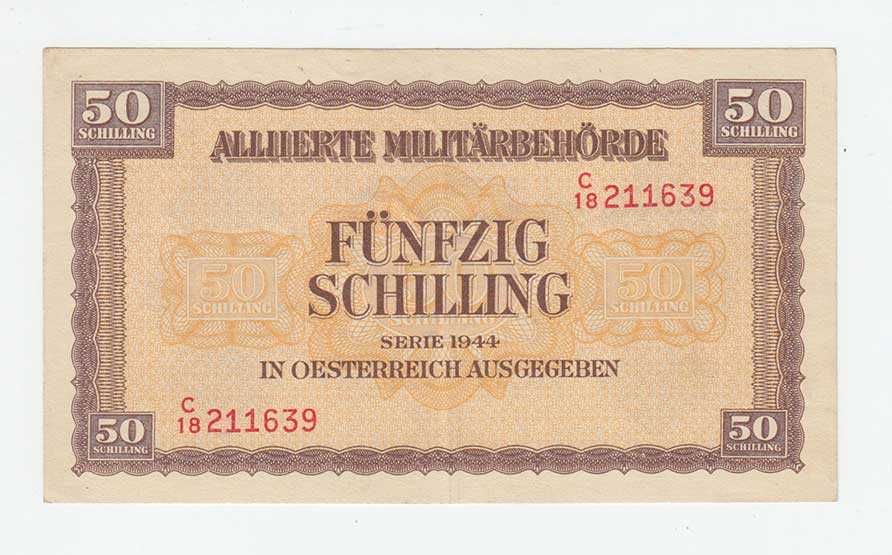 50 50
SCHILLING SCHILLING
ALLIIERTE MILITÄRBEHÖRDE
C/18 211639
FÜNFZIG
SCHILLING
50 50
SCHILLING SCHILLING
SCHILLING
SERIE 1944
IN OESTERREICH AUSGEGEBEN
C/18 211639
50 50
SCHILLING SCHILLING